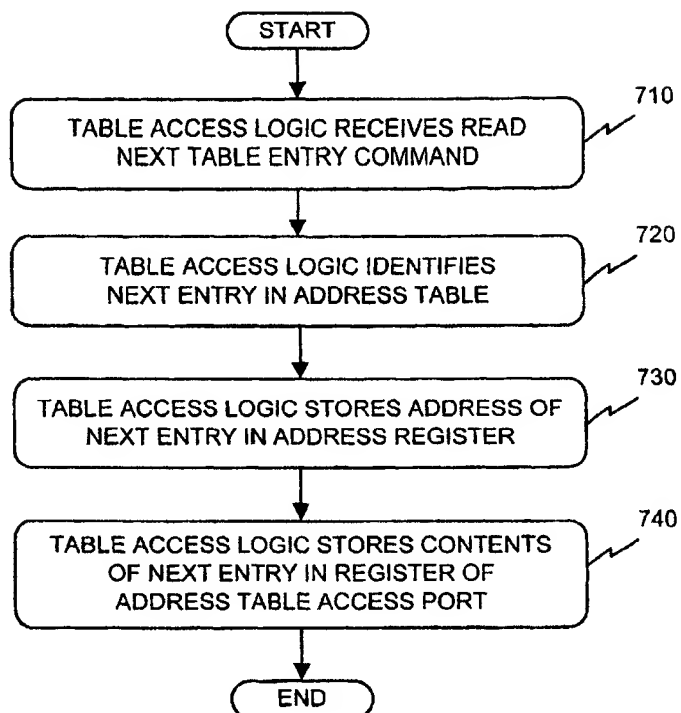 START
710
TABLE ACCESS LOGIC RECEIVES READ
NEXT TABLE ENTRY COMMAND
720
TABLE ACCESS LOGIC IDENTIFIES
NEXT ENTRY IN ADDRESS TABLE
730
TABLE ACCESS LOGIC STORES ADDRESS OF
NEXT ENTRY IN ADDRESS REGISTER
740
TABLE ACCESS LOGIC STORES CONTENTS
OF NEXT ENTRY IN REGISTER OF
ADDRESS TABLE ACCESS PORT
END